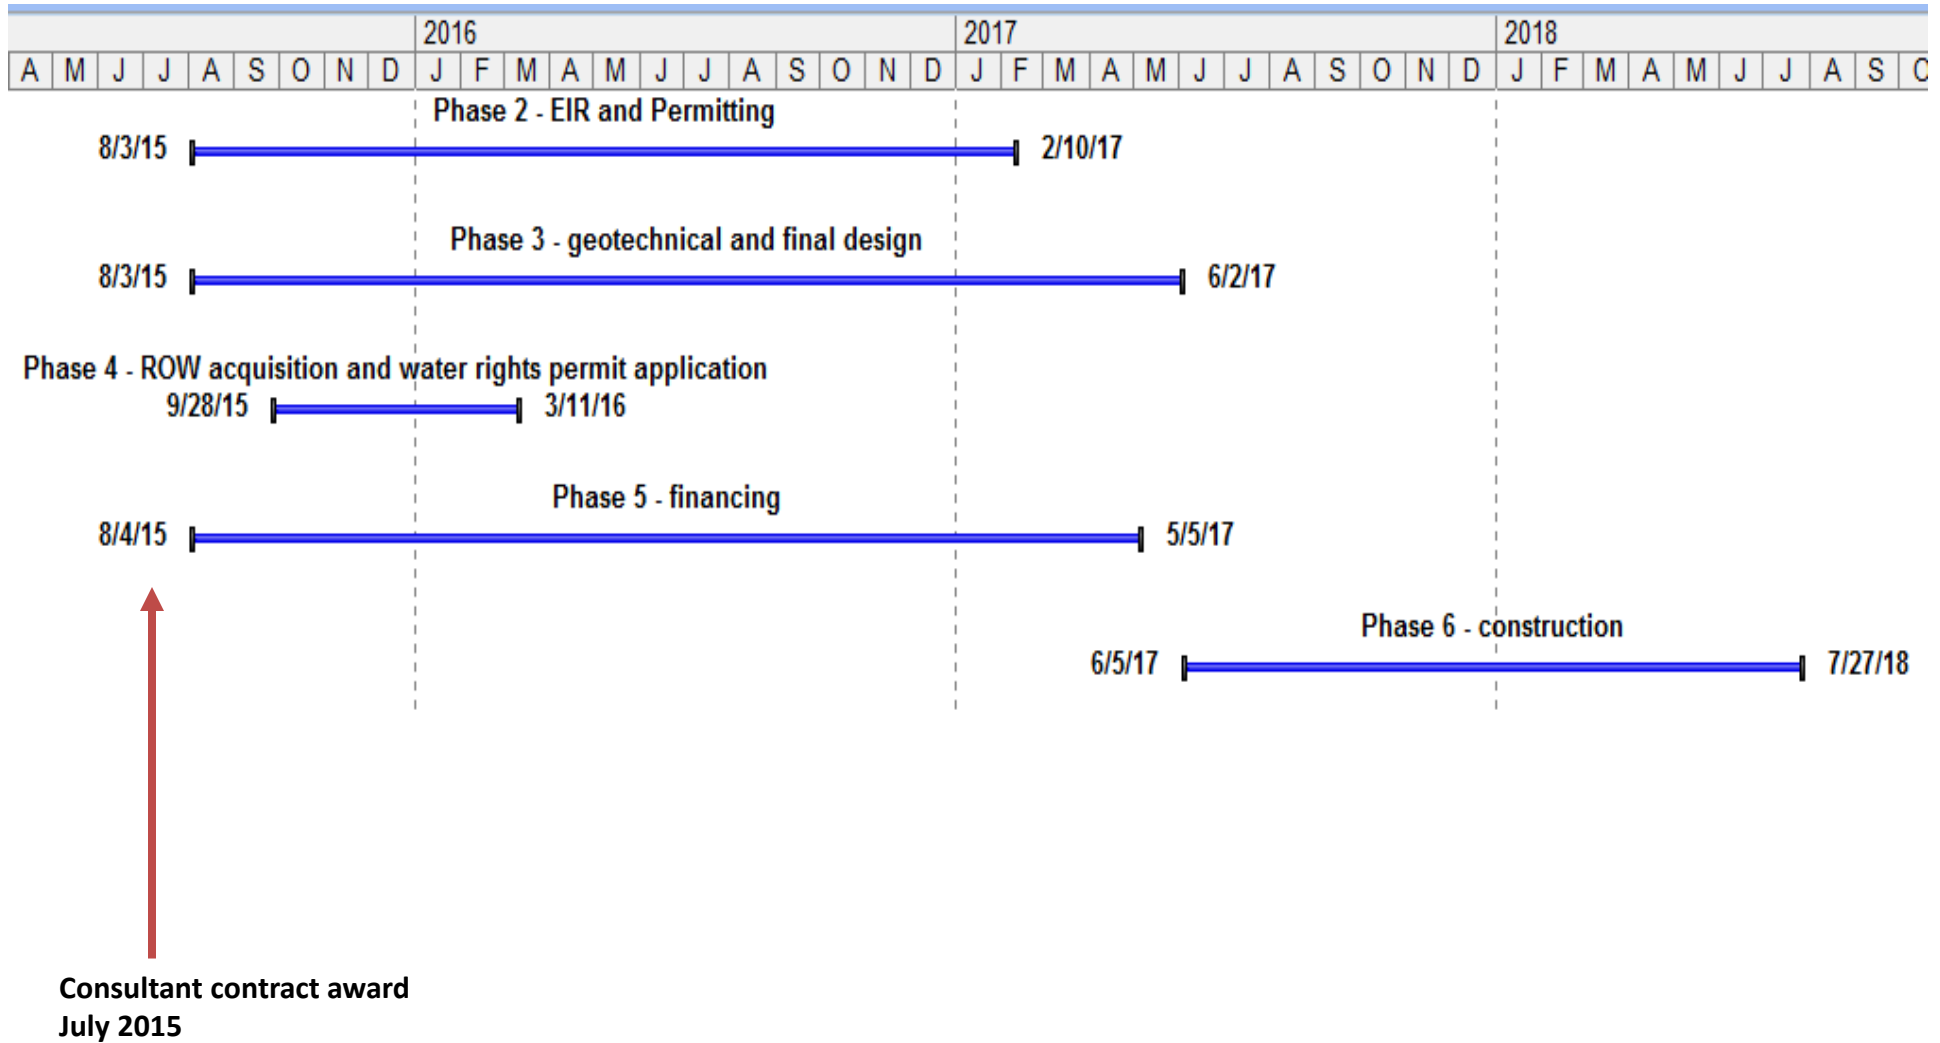 2016 2017 2018
A M J J A S O N D J F M A M J J A S O N D J F M A M J J A S O N D J F M A M J J A S O
Phase 2 - EIR and Permitting
8/3/15 2/10/17
Phase 3 - geotechnical and final design
8/3/15 6/2/17
Phase 4 - ROW acquisition and water rights permit application
9/28/15 3/11/16
Phase 5 - financing
8/4/15 5/5/17
Phase 6 - construction
6/5/17 7/27/18
Consultant contract award
July 2015